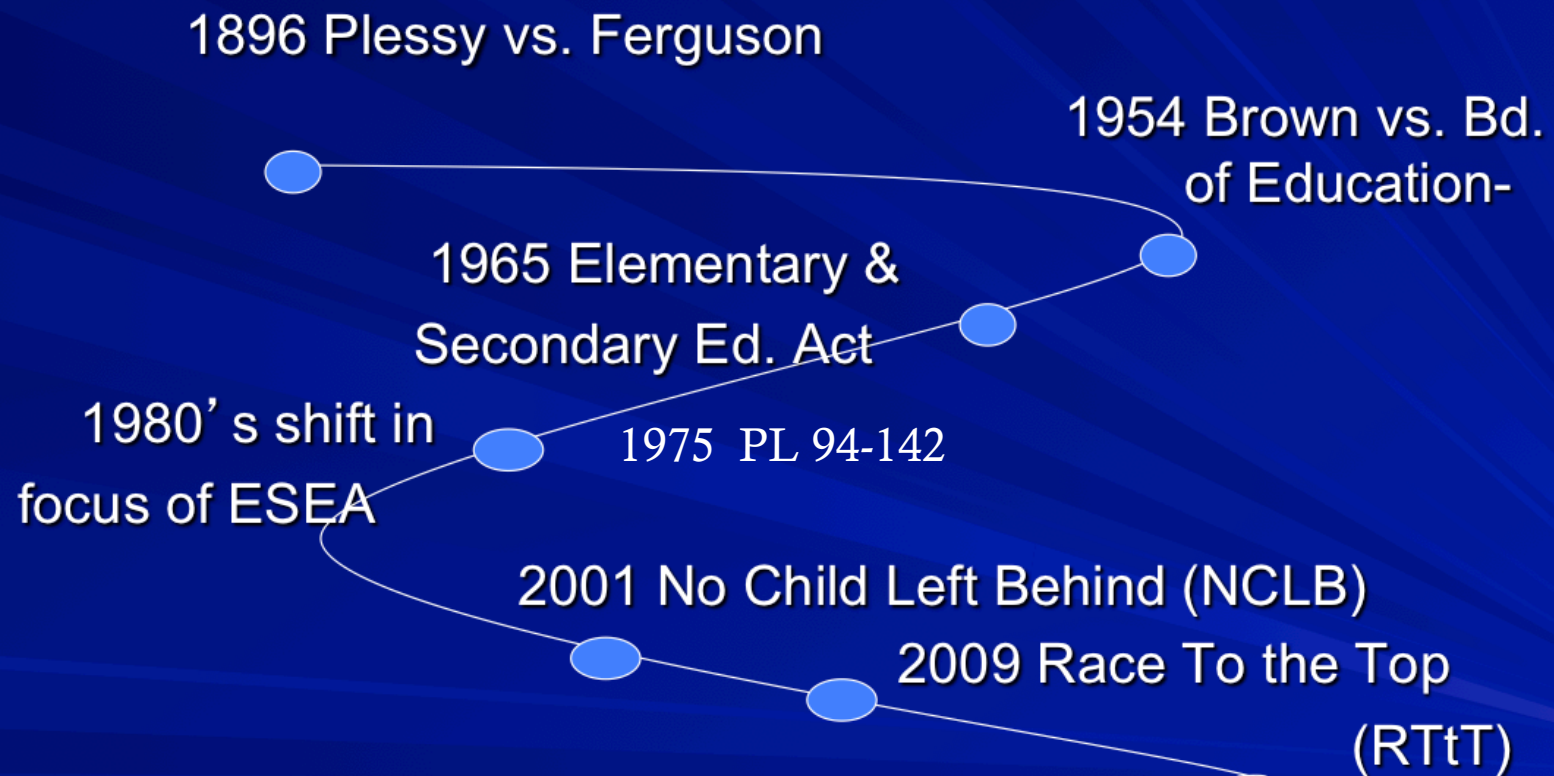 1896 Plessy vs. Ferguson
1954 Brown vs. Bd.
of Education-
1965 Elementary &
Secondary Ed. Act
1980's shift in
focus of ESEA
1975 PL 94-142
2001 No Child Left Behind (NCLB)
2009 Race To the Top
(RTtT)